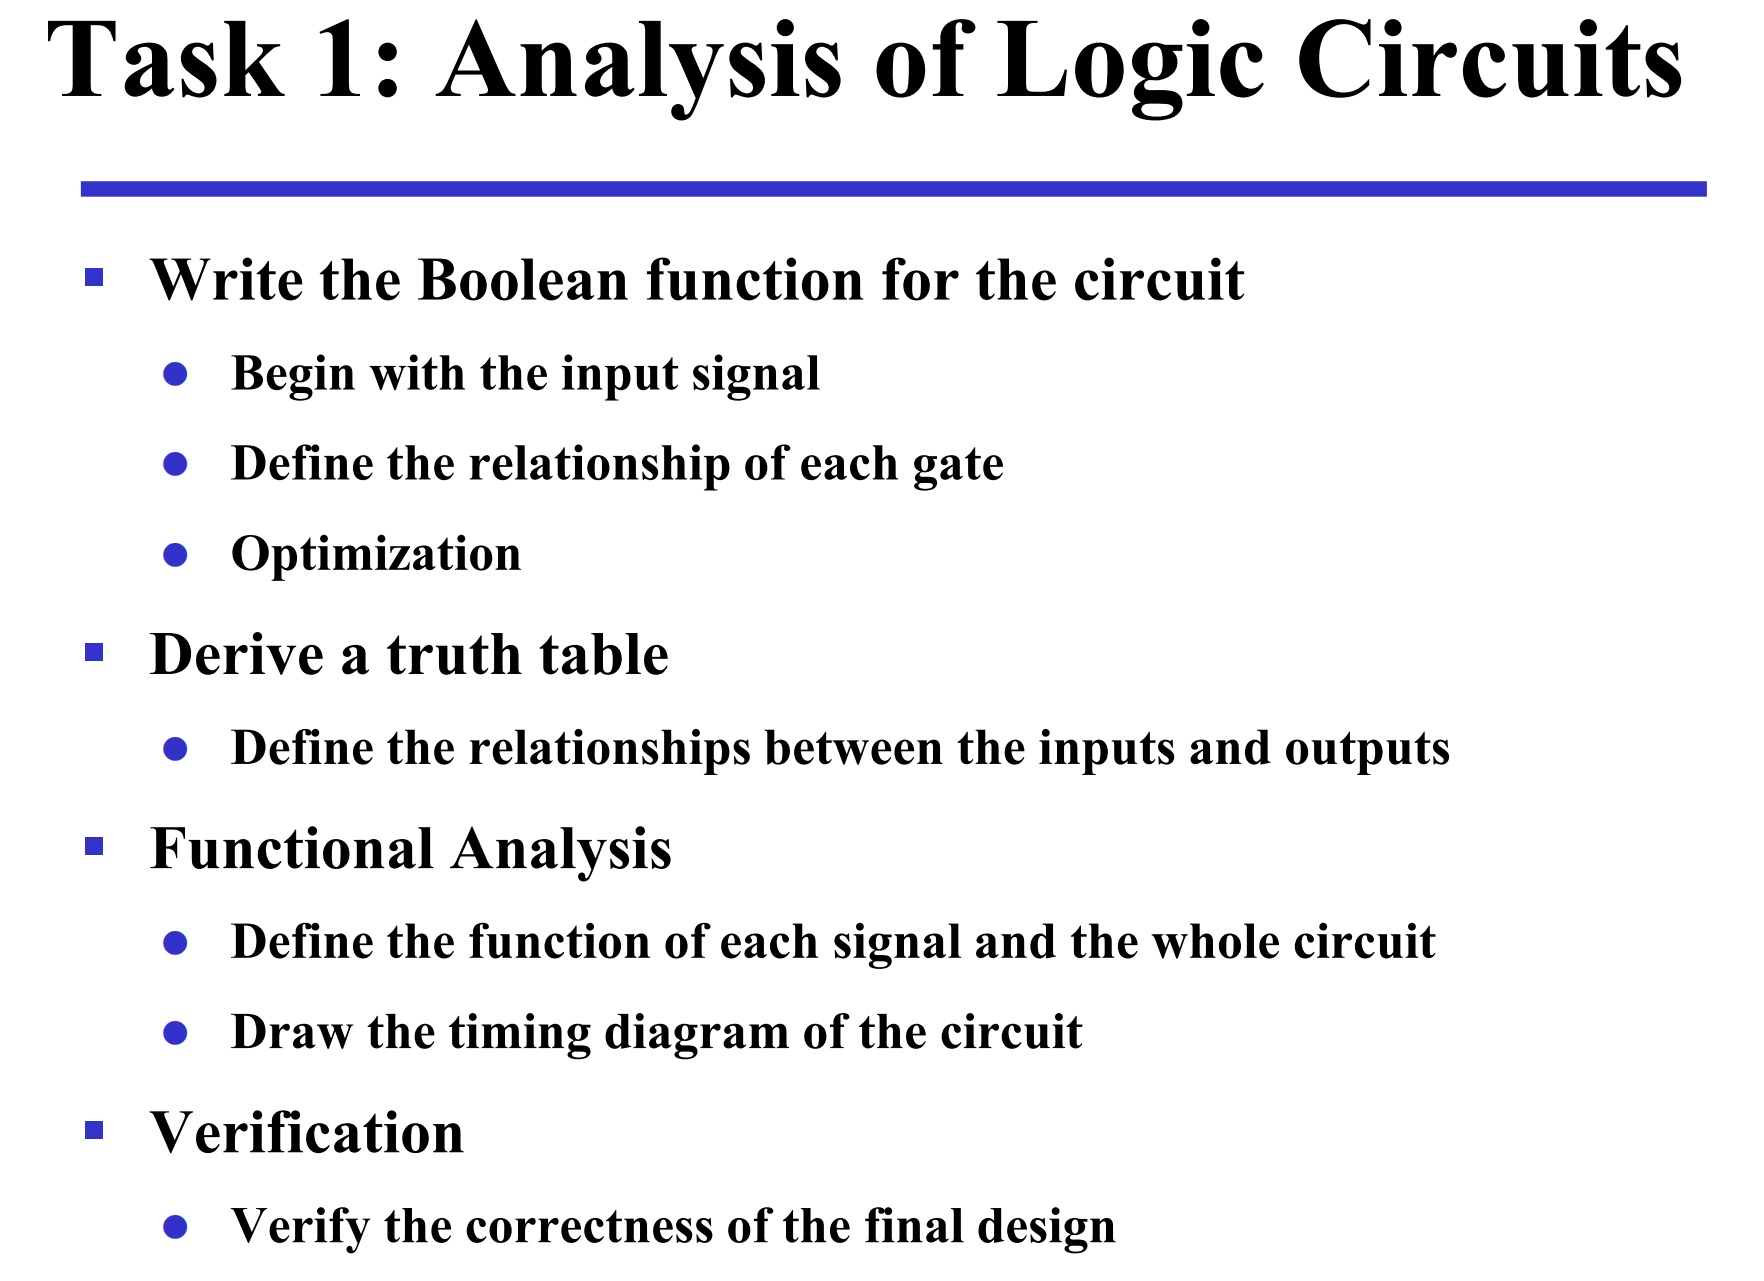 Task 1: Analysis of Logic Circuits
Write the Boolean function for the circuit
Begin with the input signal
Define the relationship of each gate
Optimization
Derive a truth table
Define the relationships between the inputs and outputs
Functional Analysis
Define the function of each signal and the whole circuit
Draw the timing diagram of the circuit
Verification
Verify the correctness of the final design